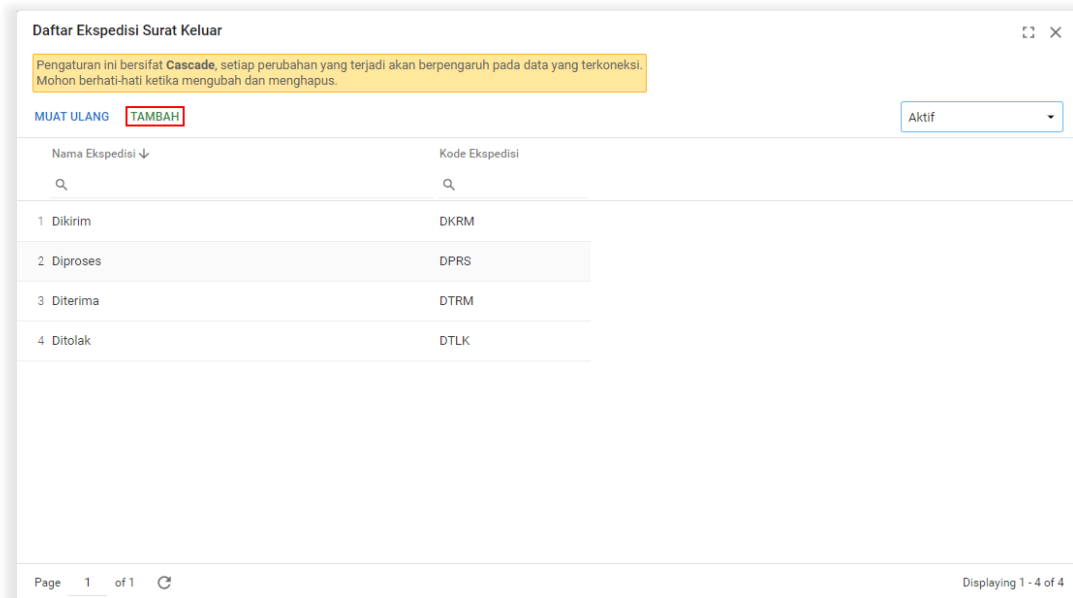 Daftar Ekspedisi Surat Keluar
Pengaturan ini bersifat Cascade, setiap perubahan yang terjadi akan berpengaruh pada data yang terkoneksi.
Mohon berhati-hati ketika mengubah dan menghapus.
MUAT ULANG TAMBAH Aktif
Nama Ekspedisi Kode Ekspedisi
1 Dikirim DKRM
2 Diproses DPRS
3 Diterima DTRM
4 Ditolak DTLK
Page 1 of 1 Displaying 1 - 4 of 4